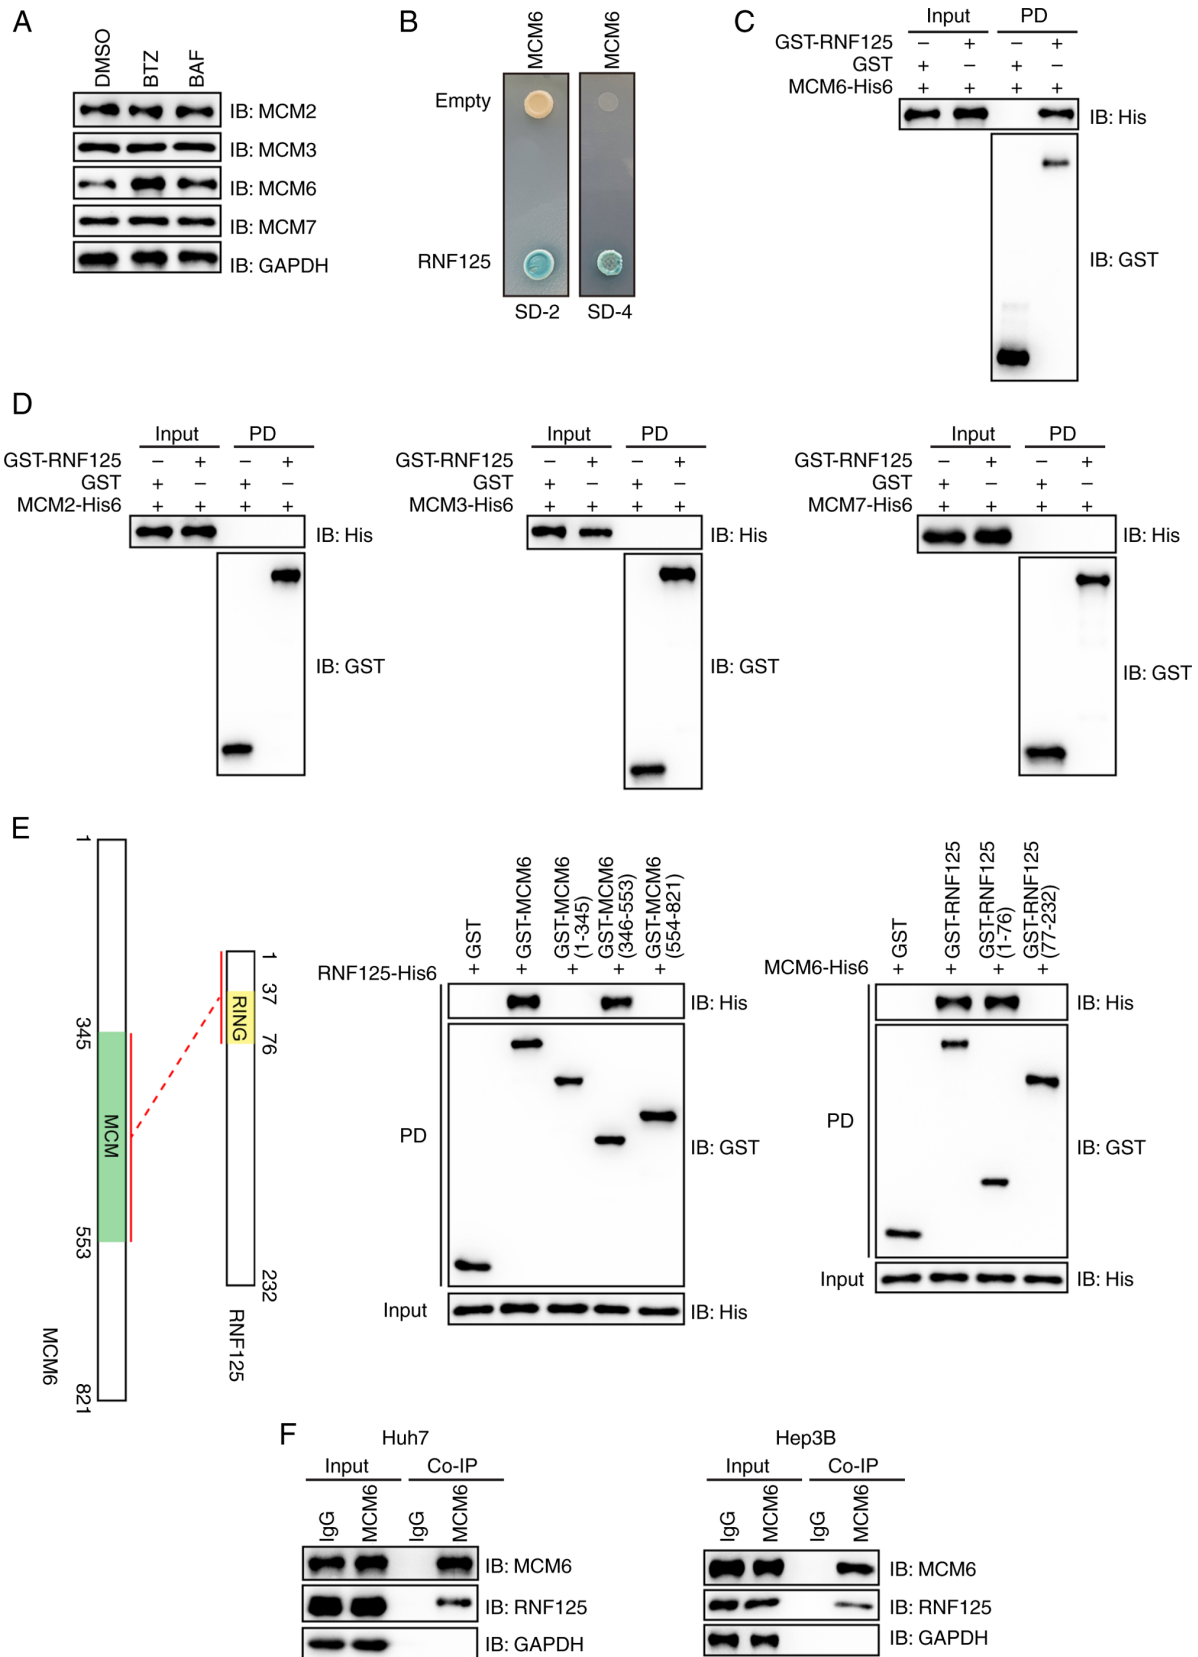 A
DMSO
BTZ
BAF
IB: MCM2
IB: MCM3
IB: MCM6
IB: MCM7
IB: GAPDH
B
MCM6
MCM6
Empty
RNF125
SD-2
SD-4
C
Input
PD
GST-RNF125 − + − +
GST + − + −
MCM6-His6 + + + +
IB: His
IB: GST
D
Input
PD
GST-RNF125 − + − +
GST + − + −
MCM2-His6 + + + +
IB: His
IB: GST
Input
PD
GST-RNF125 − + − +
GST + − + −
MCM3-His6 + + + +
IB: His
IB: GST
Input
PD
GST-RNF125 − + − +
GST + − + −
MCM7-His6 + + + +
IB: His
IB: GST
E
1
345
MCM
553
821
MCM6
1
37
RING
76
232
RNF125
GST
GST-MCM6
GST-MCM6
(1-345)
GST-MCM6
(346-553)
GST-MCM6
(554-821)
RNF125-His6 + + + + +
IB: His
PD
IB: GST
Input
IB: His
GST
GST-RNF125
GST-RNF125
(1-76)
GST-RNF125
(77-232)
MCM6-His6 + + + +
IB: His
PD
IB: GST
Input
IB: His
F
Huh7
Input
Co-IP
IgG
MCM6
IgG
MCM6
IB: MCM6
IB: RNF125
IB: GAPDH
Hep3B
Input
Co-IP
IgG
MCM6
IgG
MCM6
IB: MCM6
IB: RNF125
IB: GAPDH